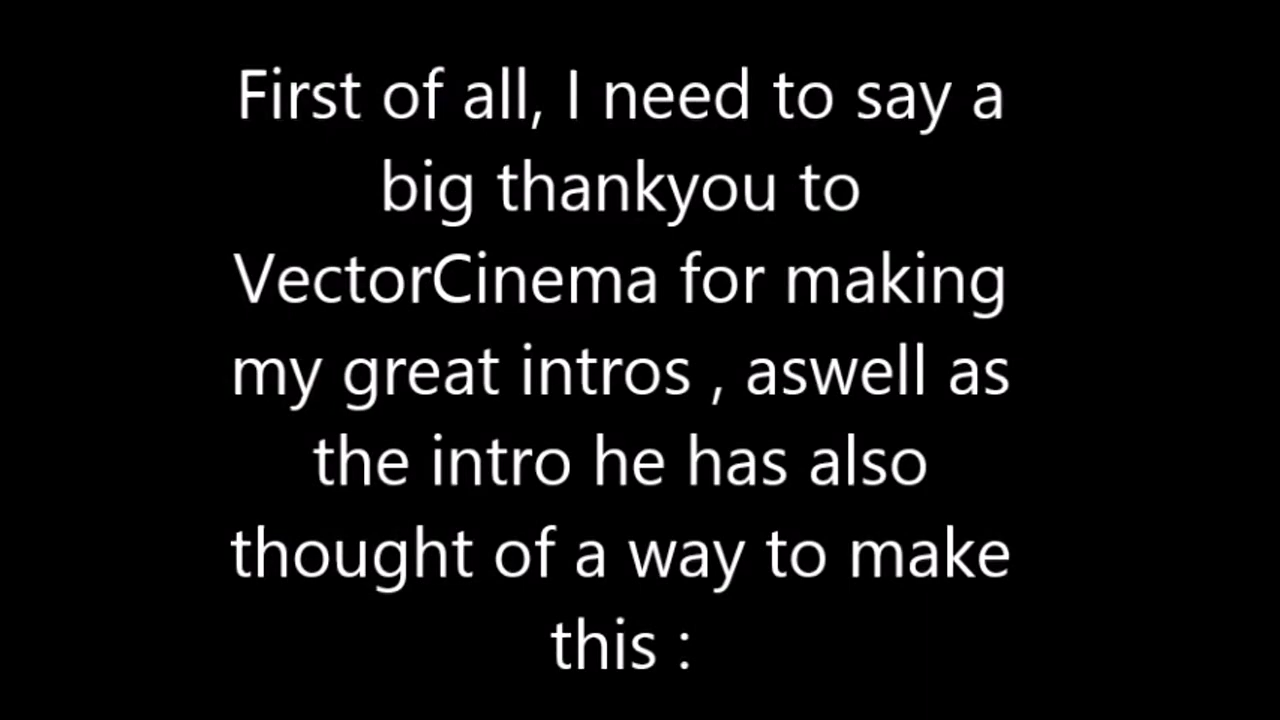 First of all, I need to say a
big thankyou to
VectorCinema for making
my great intros , aswell as
the intro he has also
thought of a way to make
this :